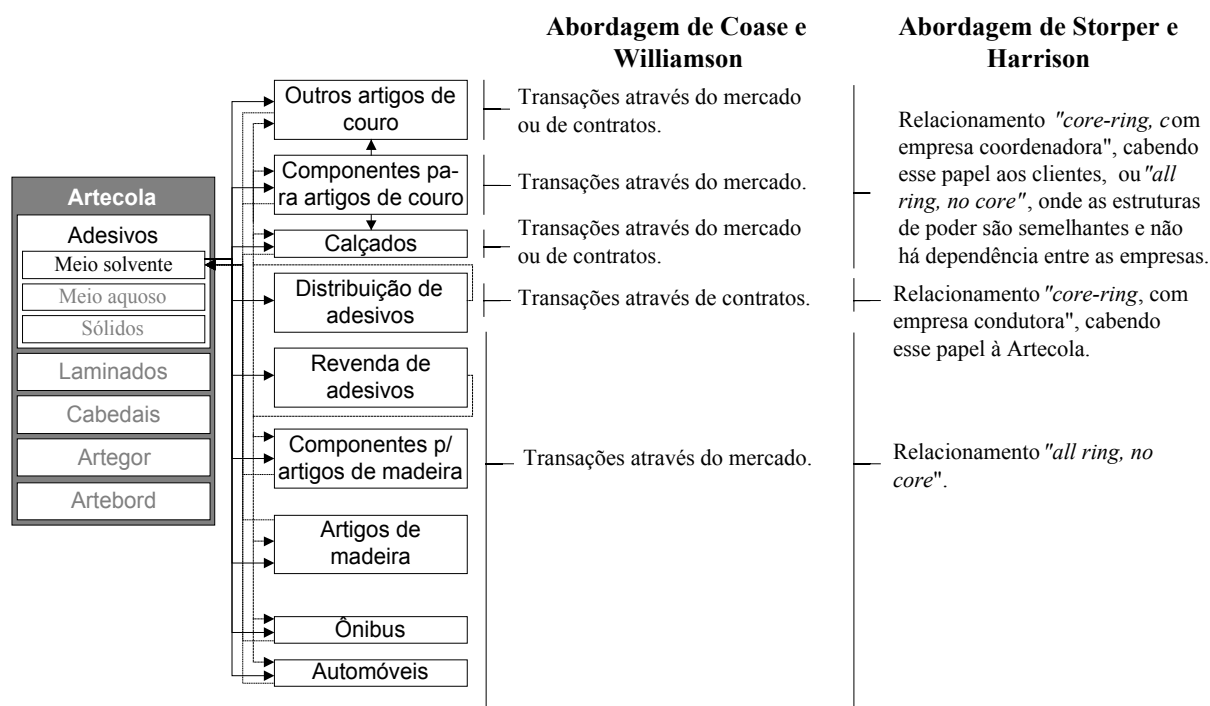 Abordagem de Coase e
Williamson
Abordagem de Storper e
Harrison
Artecola
Adesivos
Meio solvente
Meio aquoso
Sólidos
Laminados
Cabedais
Artegor
Artebord
Outros artigos de
couro
Componentes pa-
ra artigos de couro
Calçados
Distribuição de
adesivos
Revenda de
adesivos
Componentes p/
artigos de madeira
Artigos de
madeira
Ônibus
Automóveis
Transações através do mercado
ou de contratos.
Transações através do mercado.
Transações através do mercado
ou de contratos.
Transações através de contratos.
Transações através do mercado.
Relacionamento "core-ring, com
empresa coordenadora", cabendo
esse papel aos clientes, ou "all
ring, no core", onde as estruturas
de poder são semelhantes e não
há dependência entre as empresas.
Relacionamento "core-ring, com
empresa condutora", cabendo
esse papel à Artecola.
Relacionamento "all ring, no
core".